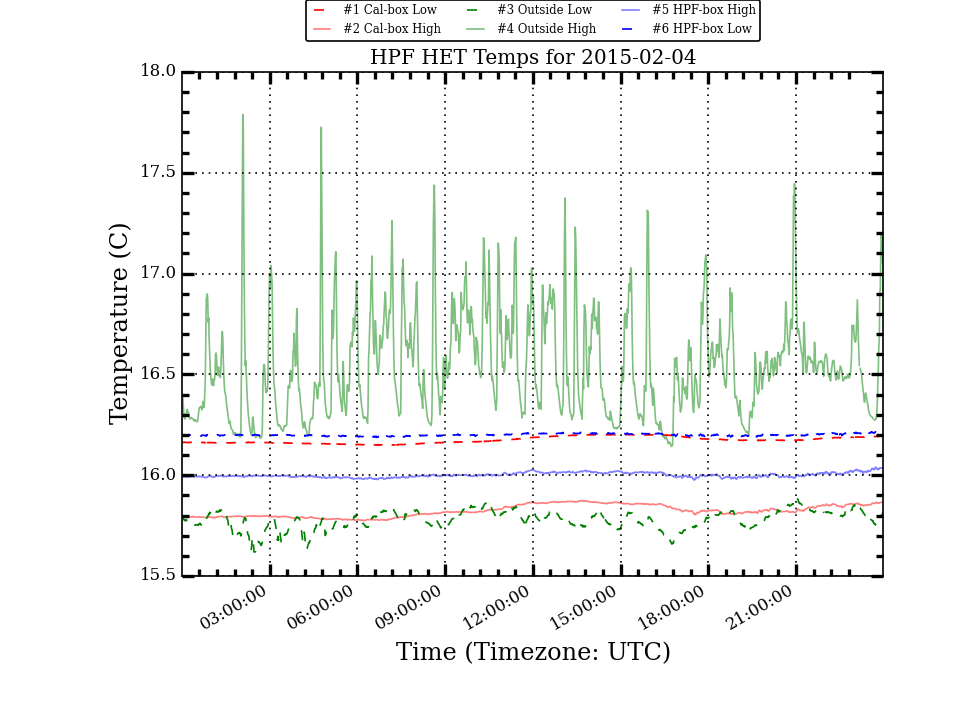 #1 Cal-box Low #3 Outside Low #5 HPF-box High
#2 Cal-box High #4 Outside High #6 HPF-box Low
HPF HET Temps for 2015-02-04
18.0
17.5
17.0
16.5
16.0
15.5
Temperature (C)
03:00:00 06:00:00 09:00:00 12:00:00 15:00:00 18:00:00 21:00:00
Time (Timezone: UTC)